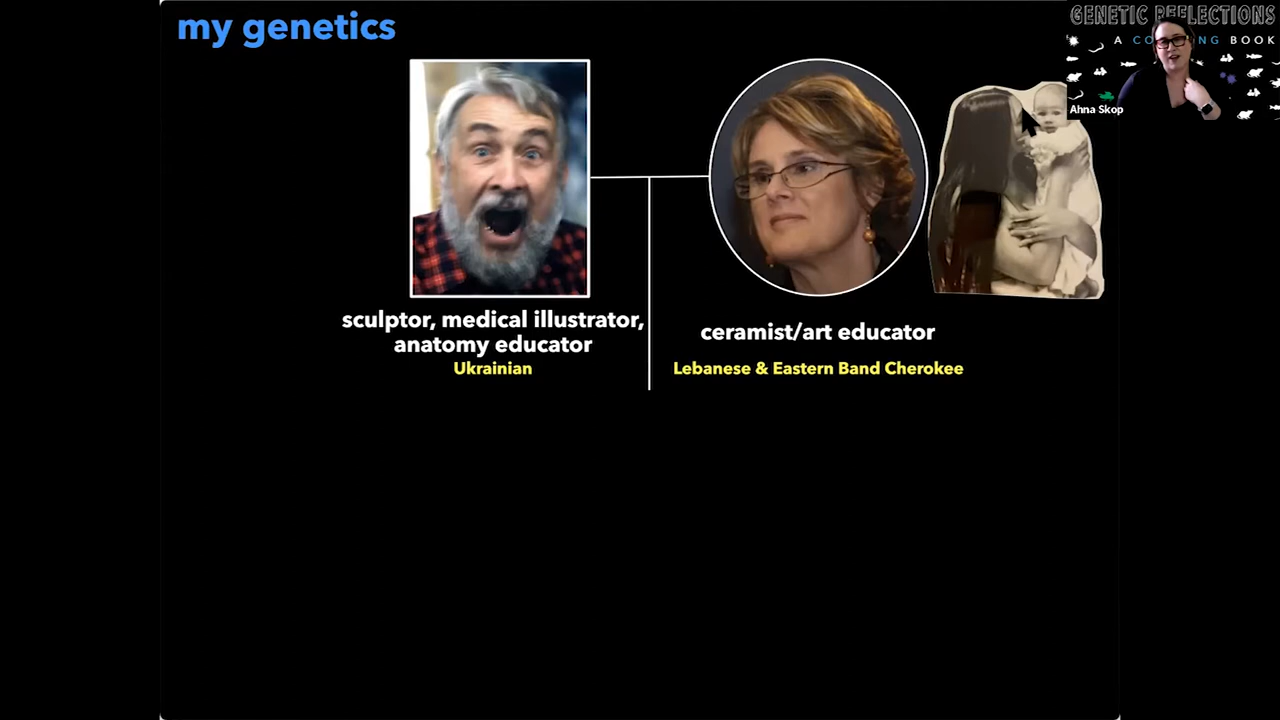 my genetics
GENETIC REFLECTIONS
A COLORING BOOK
Ahna Skop
sculptor, medical illustrator,
anatomy educator
Ukrainian
ceramist/art educator
Lebanese & Eastern Band Cherokee